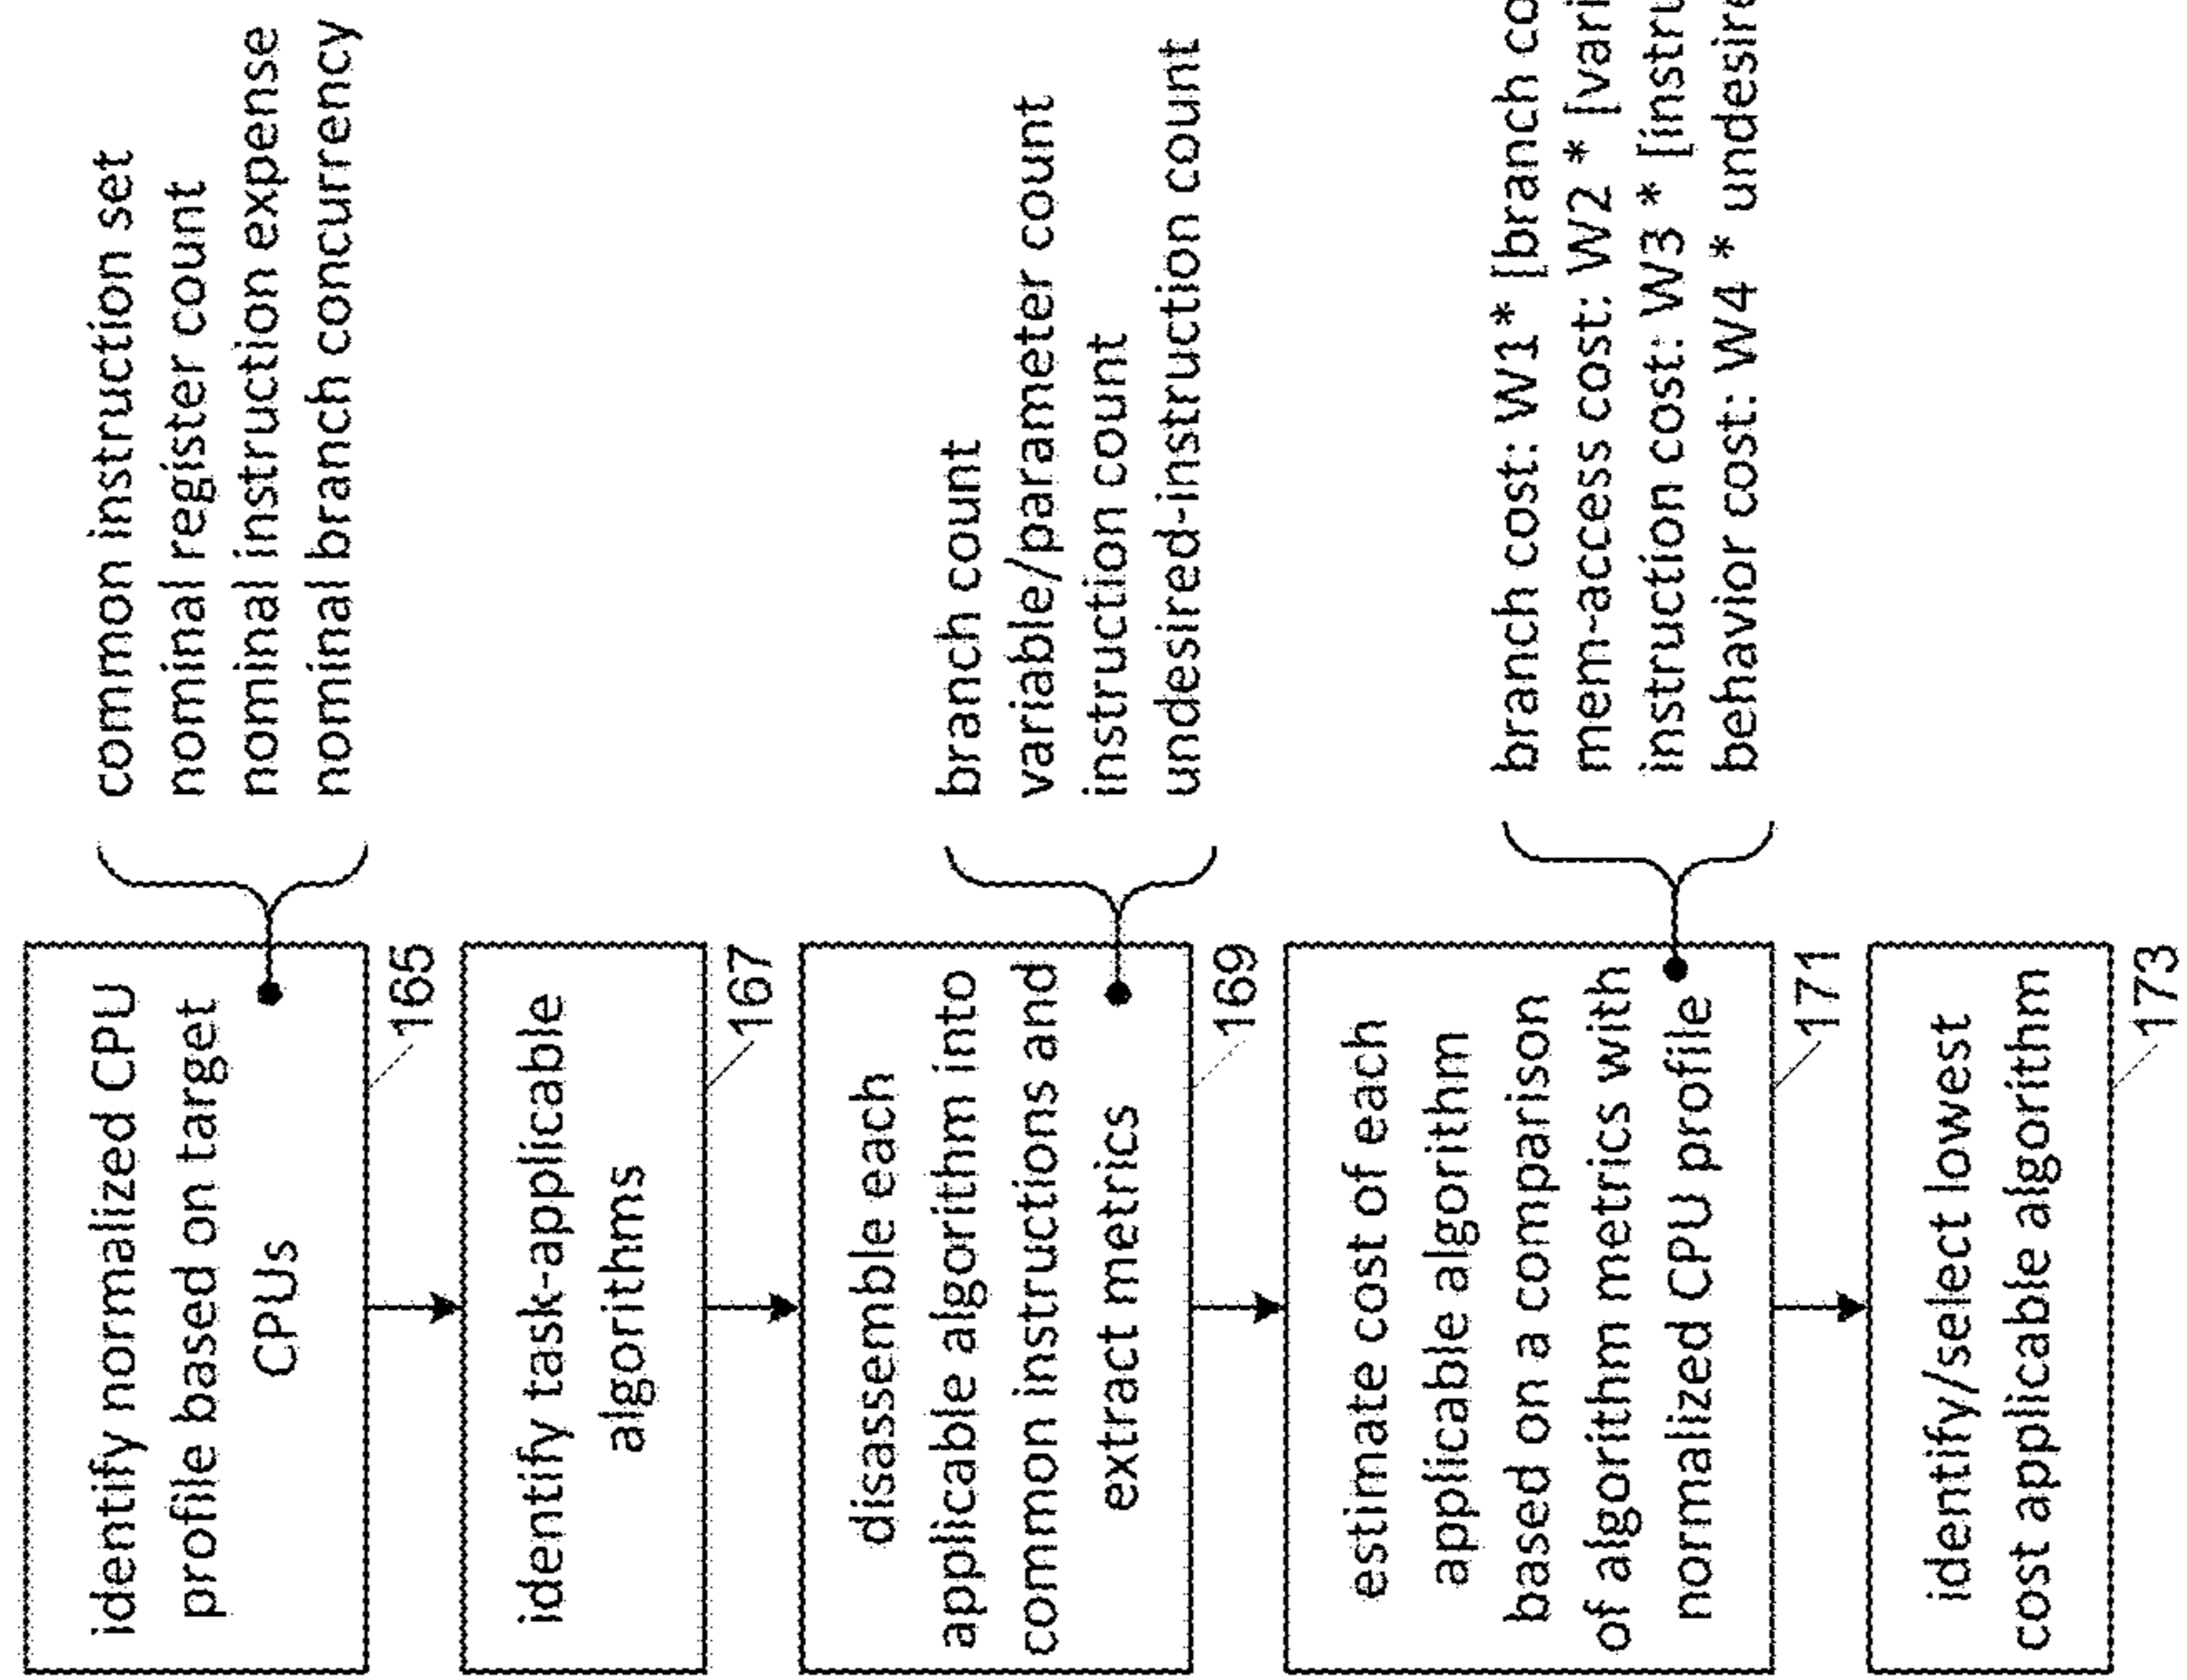 identify normalized CPU
profile based on target
CPUs
165
common instruction set
nominal register count
nominal instruction expense
nominal branch concurrency
identify task-applicable
algorithms
167
disassemble each
applicable algorithm into
common instructions and
extract metrics
169
branch count
variable/parameter count
instruction count
undesired-instruction count
estimate cost of each
applicable algorithm
based on a comparison
of algorithm metrics with
normalized CPU profile
171
branch cost: W1* [branch
mem-access cost: W2 *
instruction cost: W3 *
behavior cost: W4 *
identify/select lowest
cost applicable algorithm
173